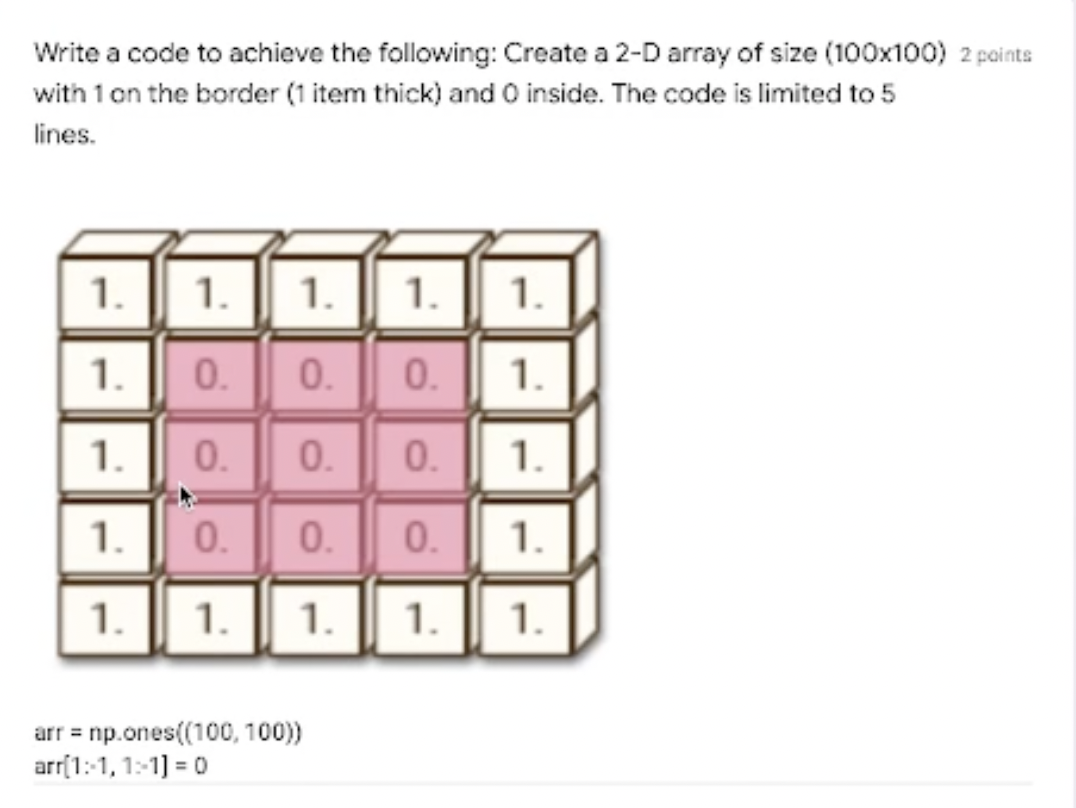 Write a code to achieve the following: Create a 2-D array of size (100x100) 2 points
with 1 on the border (1 item thick) and 0 inside. The code is limited to 5
lines.
1. 1. 1. 1. 1.
1. 0. 0. 0. 1.
1. 0. 0. 0. 1.
1. 0. 0. 0. 1.
1. 1. 1. 1. 1.
arr = np.ones((100, 100))
arr[1:-1, 1:-1] = 0